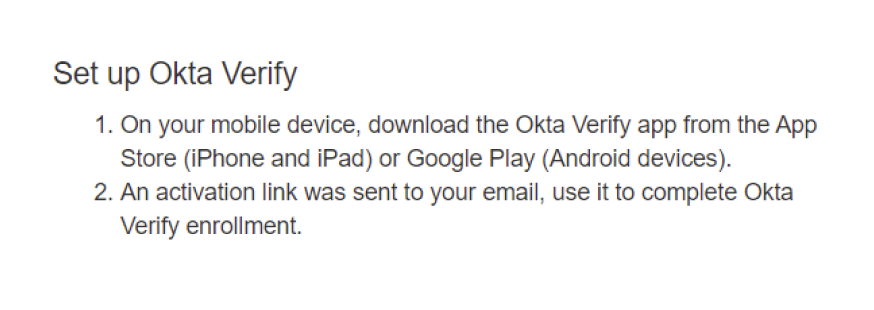 Set up Okta Verify
1. On your mobile device, download the Okta Verify app from the App
Store (iPhone and iPad) or Google Play (Android devices).
2. An activation link was sent to your email, use it to complete Okta
Verify enrollment.